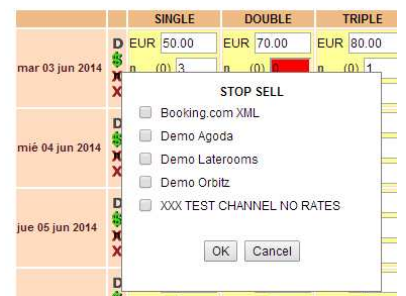 SINGLE DOUBLE TRIPLE
D EUR 50.00 EUR 70.00 EUR 80.00
$
mar 03 jun 2014 n (0) 3 n (0) 0 n (0) 1
X
STOP SELL
Booking.com XML
D
Demo Agoda
$
mié 04 jun 2014
Demo Laterooms
X
Demo Orbitz
D
XXX TEST CHANNEL NO RATES
$
jue 05 jun 2014
X
OK Cancel
D